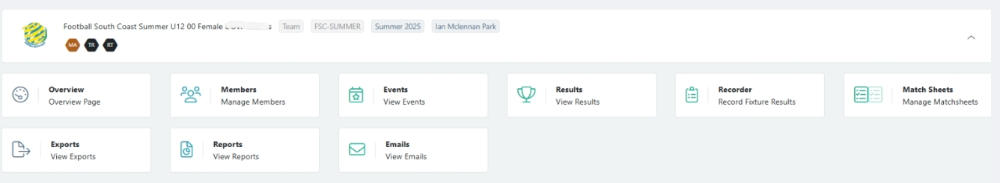 Football South Coast Summer U12 00 Female Team FSC-SUMMER Summer 2025 Ian Mclennan Park
MA TR RT
Overview
Overview Page
Members
Manage Members
Events
View Events
Results
View Results
Recorder
Record Fixture Results
Match Sheets
Manage Matchsheets
Exports
View Exports
Reports
View Reports
Emails
View Emails